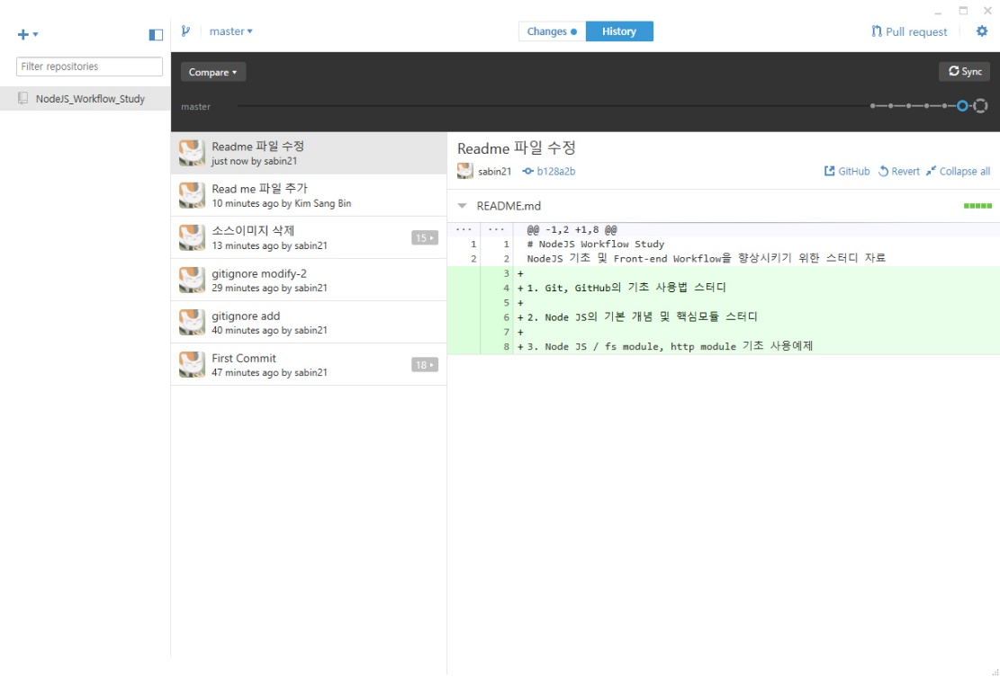 master
Changes
History
Pull request
Filter repositories
NodeJS_Workflow_Study
Compare
Sync
master
Readme 파일 수정
just now by sabin21
Read me 파일 추가
10 minutes ago by Kim Sang Bin
소스이미지 삭제
13 minutes ago by sabin21
15
gitignore modify-2
29 minutes ago by sabin21
gitignore add
40 minutes ago by sabin21
First Commit
47 minutes ago by sabin21
18
Readme 파일 수정
sabin21 b128a2b GitHub Revert Collapse all
README.md
... ... @@ -1,2 +1,8 @@
1 1 # NodeJS Workflow Study
2 2 NodeJS 기초 및 Front-end Workflow을 향상시키기 위한 스터디 자료
3 +
4 + 1. Git, GitHub의 기초 사용법 스터디
5 +
6 + 2. Node JS의 기본 개념 및 핵심모듈 스터디
7 +
8 + 3. Node JS / fs module, http module 기초 사용예제